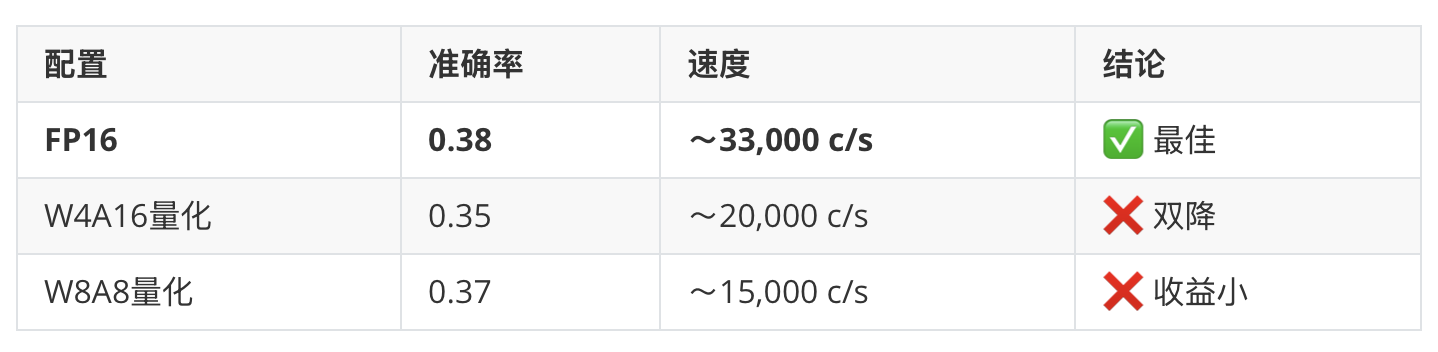 配置 准确率 速度 结论
FP16 0.38 ～33,000 c/s ✅ 最佳
W4A16量化 0.35 ～20,000 c/s ❌ 双降
W8A8量化 0.37 ～15,000 c/s ❌ 收益小